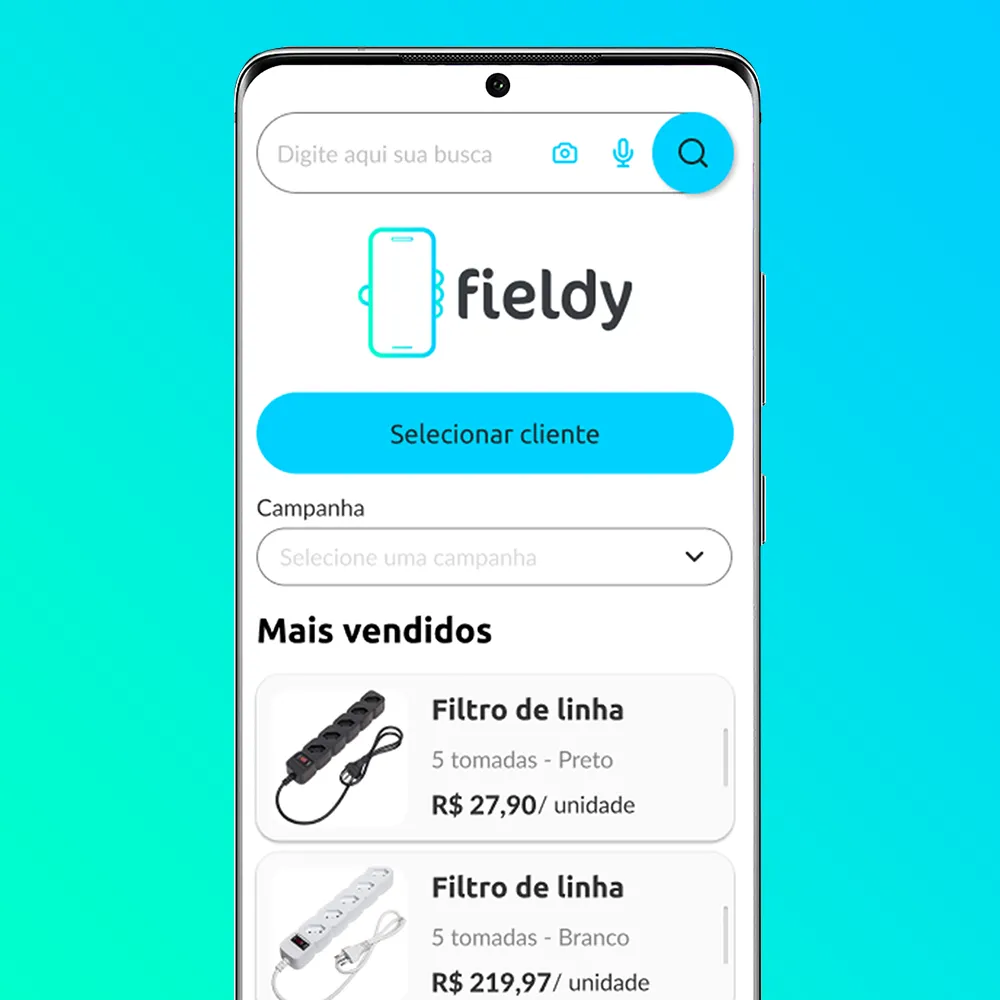 Digite aqui sua busca
fieldy
Selecionar cliente
Campanha
Selecione uma campanha
Mais vendidos
Filtro de linha
5 tomadas - Preto
R$ 27,90/ unidade
Filtro de linha
5 tomadas - Branco
R$ 219,97/ unidade